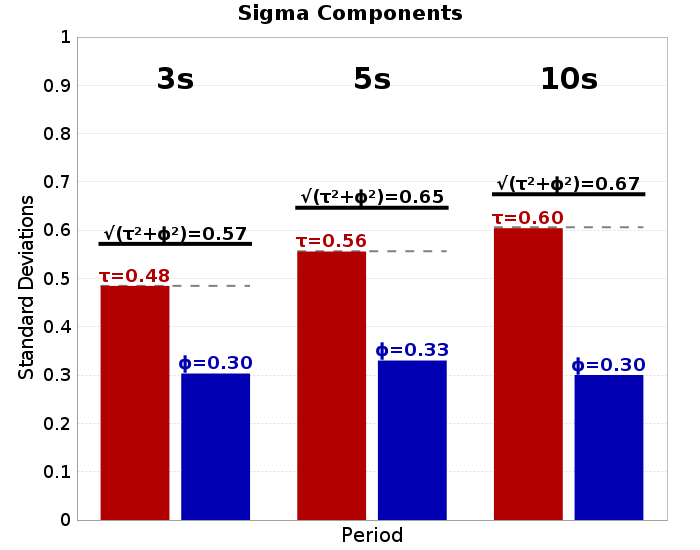 Sigma Components
1
0.9
0.8
0.7
0.6
0.5
0.4
0.3
0.2
0.1
0
Standard Deviations
3s
5s
10s
√(τ²+ϕ²)=0.57
τ=0.48
ϕ=0.30
√(τ²+ϕ²)=0.65
τ=0.56
ϕ=0.33
√(τ²+ϕ²)=0.67
τ=0.60
ϕ=0.30
Period